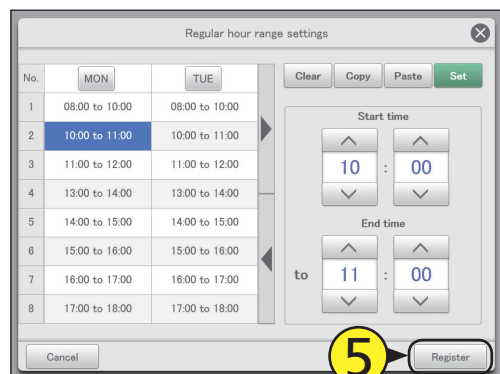 Regular hour range settings
No. MON TUE
1 08:00 to 10:00 08:00 to 10:00
2 10:00 to 11:00 10:00 to 11:00
3 11:00 to 12:00 11:00 to 12:00
4 13:00 to 14:00 13:00 to 14:00
5 14:00 to 15:00 14:00 to 15:00
6 15:00 to 16:00 15:00 to 16:00
7 16:00 to 17:00 16:00 to 17:00
8 17:00 to 18:00 17:00 to 18:00
Clear Copy Paste Set
Start time
10 : 00
End time
to 11 : 00
Cancel 5 Register